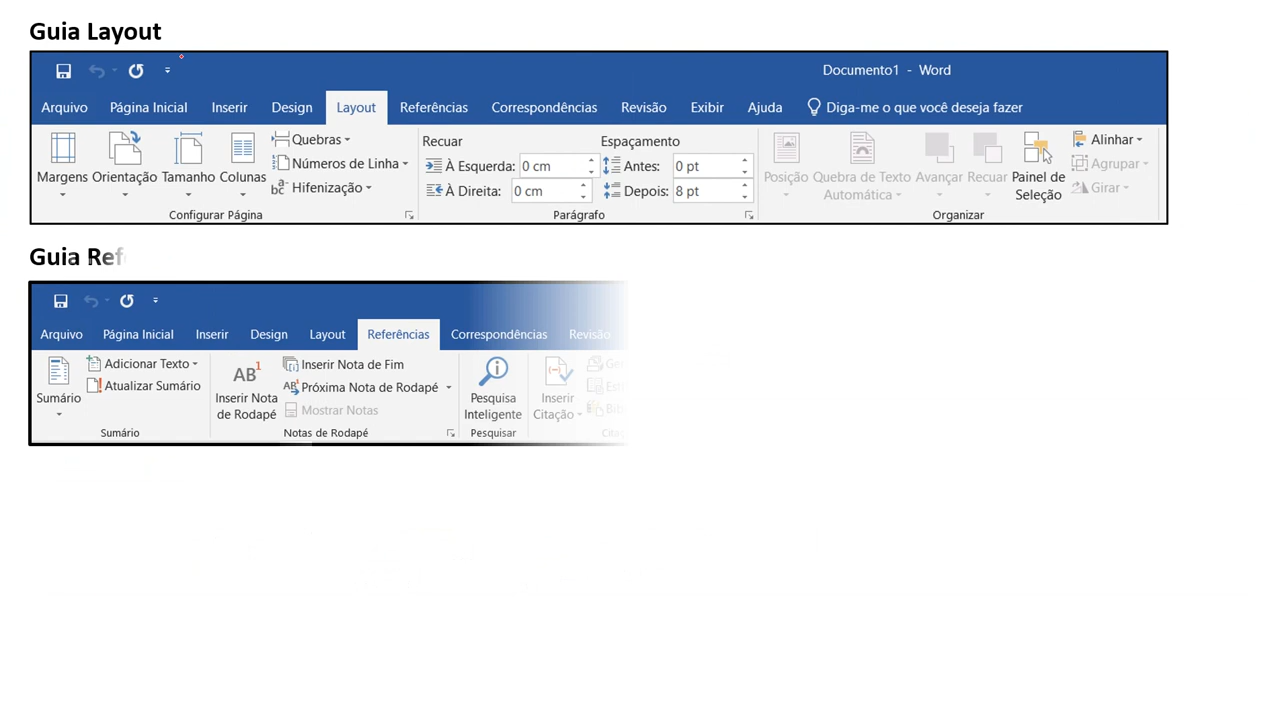 Guia Layout
Documento1 - Word
Arquivo Página Inicial Inserir Design Layout Referências Correspondências Revisão Exibir Ajuda Diga-me o que você deseja fazer
Margens Orientação Tamanho Colunas
Quebras
Números de Linha
Hifenização
Configurar Página
Recuar Espaçamento
À Esquerda: 0 cm Antes: 0 pt
À Direita: 0 cm Depois: 8 pt
Parágrafo
Posição Quebra de Texto Automática Avançar Recuar Painel de Seleção
Alinhar
Agrupar
Girar
Organizar
Guia Ref
Arquivo Página Inicial Inserir Design Layout Referências Correspondências Revisão
Sumário
Adicionar Texto
Atualizar Sumário
Sumário
AB1
Inserir Nota de Rodapé
Inserir Nota de Fim
Próxima Nota de Rodapé
Mostrar Notas
Notas de Rodapé
Pesquisa Inteligente
Pesquisar
Inserir Citação